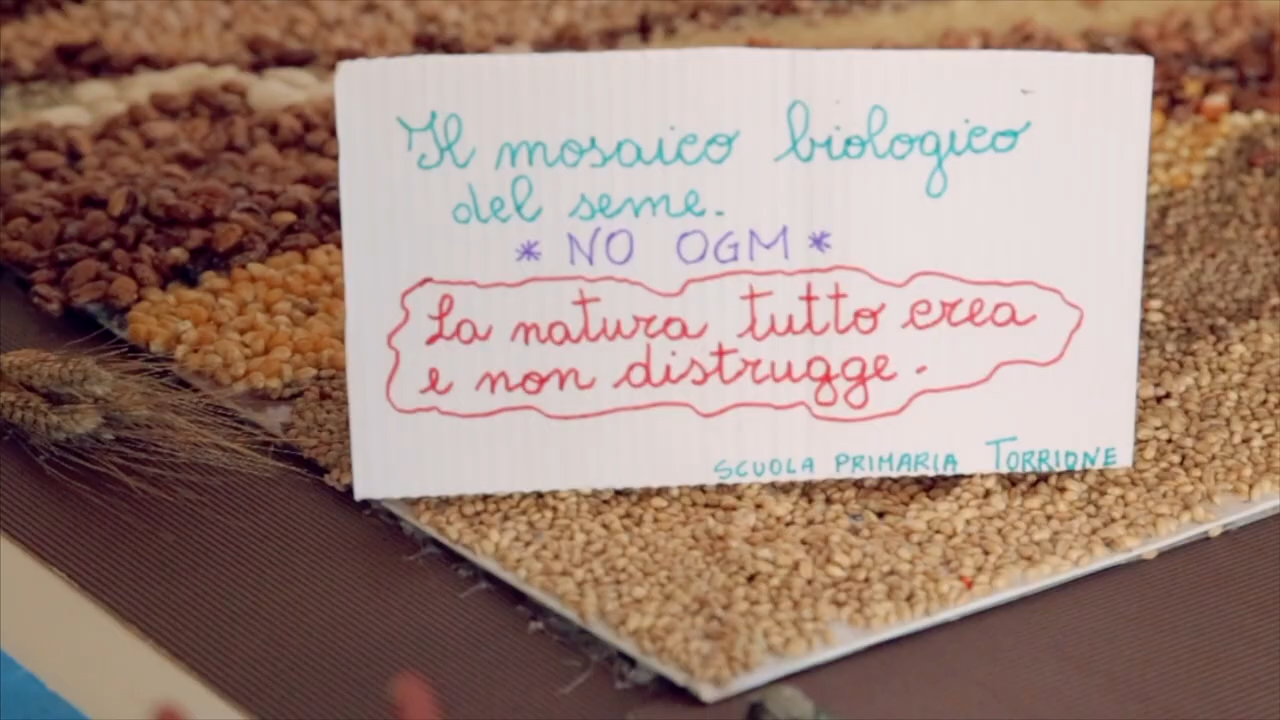 Il mosaico biologico
del seme.
* NO OGM *
La natura tutto crea
e non distrugge.
SCUOLA PRIMARIA TORRIONE